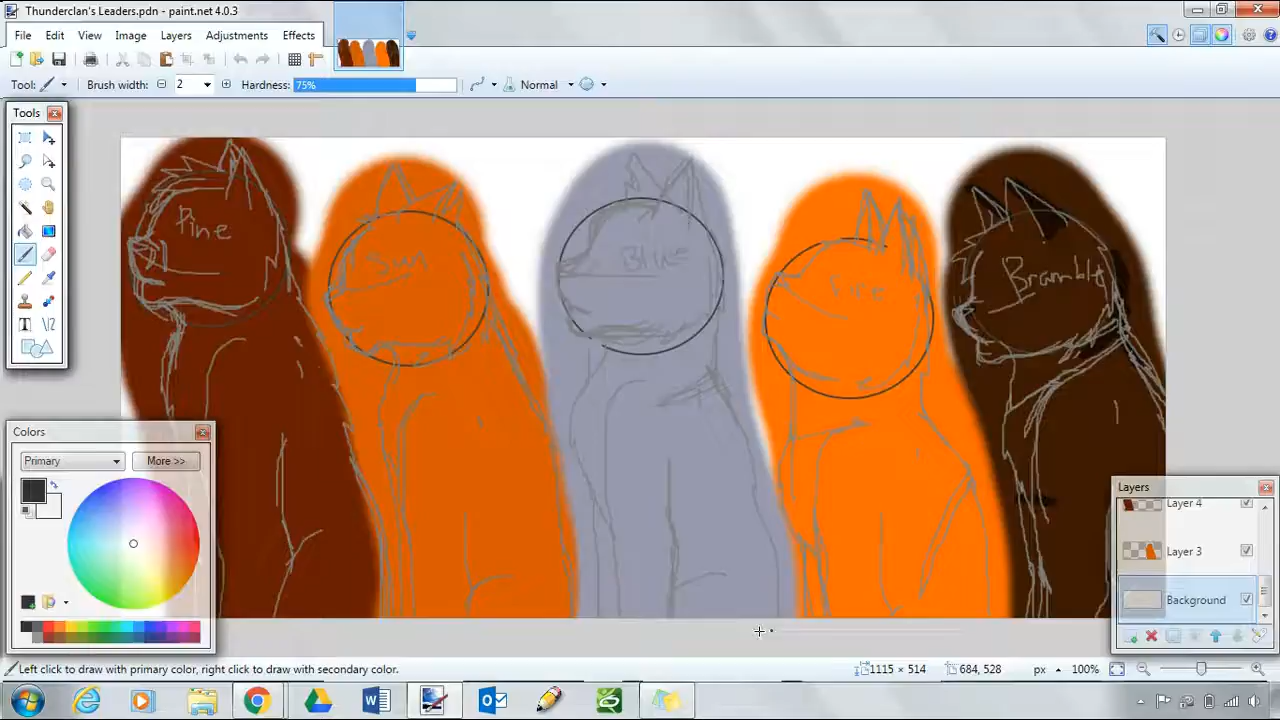 Thunderclan's Leaders.pdn - paint.net 4.0.3
File Edit View Image Layers Adjustments Effects
Tool: Brush width: 2 Hardness: 75% Normal
Tools
Pine
Sun
Blue
Fire
Bramble
Colors
Primary More >>
Layers
Layer 4
Layer 3
Background
Left click to draw with primary color, right click to draw with secondary color. 1115 × 514 684, 528 px 100%